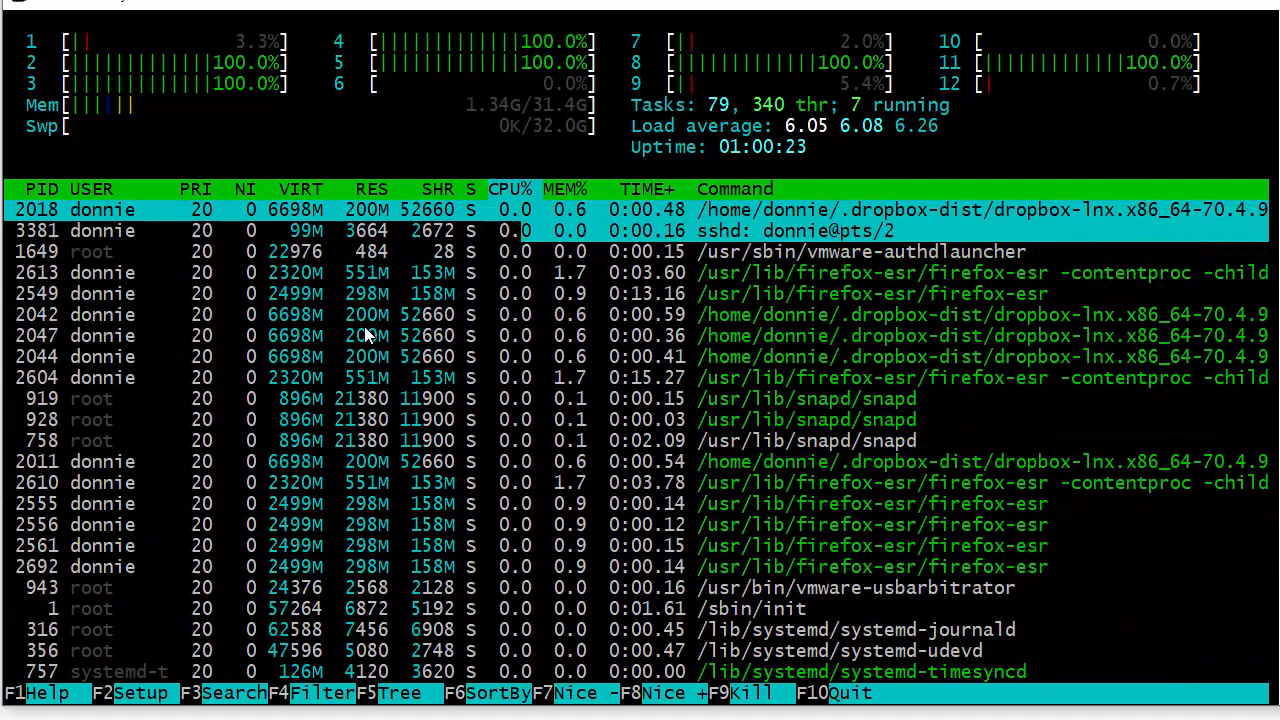 1 [|| 3.3%] 4 [|||||||||||||100.0%] 7 [|| 2.0%] 10 [ 0.0%]
2 [|||||||||||||100.0%] 5 [|||||||||||||100.0%] 8 [|||||||||||||100.0%] 11 [|||||||||||||100.0%]
3 [|||||||||||||100.0%] 6 [ 0.0%] 9 [|| 5.4%] 12 [| 0.7%]
Mem[|||||| 1.34G/31.4G] Tasks: 79, 340 thr; 7 running
Swp[ 0K/32.0G] Load average: 6.05 6.08 6.26
Uptime: 01:00:23
PID USER PRI NI VIRT RES SHR S CPU% MEM% TIME+ Command
2018 donnie 20 0 6698M 200M 52660 S 0.0 0.6 0:00.48 /home/donnie/.dropbox-dist/dropbox-lnx.x86_64-70.4.9
3381 donnie 20 0 99M 3664 2672 S 0.0 0.0 0:00.16 sshd: donnie@pts/2
1649 root 20 0 22976 484 28 S 0.0 0.0 0:00.15 /usr/sbin/vmware-authdlauncher
2613 donnie 20 0 2320M 551M 153M S 0.0 1.7 0:03.60 /usr/lib/firefox-esr/firefox-esr -contentproc -child
2549 donnie 20 0 2499M 298M 158M S 0.0 0.9 0:13.16 /usr/lib/firefox-esr/firefox-esr
2042 donnie 20 0 6698M 200M 52660 S 0.0 0.6 0:00.59 /home/donnie/.dropbox-dist/dropbox-lnx.x86_64-70.4.9
2047 donnie 20 0 6698M 200M 52660 S 0.0 0.6 0:00.36 /home/donnie/.dropbox-dist/dropbox-lnx.x86_64-70.4.9
2044 donnie 20 0 6698M 200M 52660 S 0.0 0.6 0:00.41 /home/donnie/.dropbox-dist/dropbox-lnx.x86_64-70.4.9
2604 donnie 20 0 2320M 551M 153M S 0.0 1.7 0:15.27 /usr/lib/firefox-esr/firefox-esr -contentproc -child
919 root 20 0 896M 21380 11900 S 0.0 0.1 0:00.15 /usr/lib/snapd/snapd
928 root 20 0 896M 21380 11900 S 0.0 0.1 0:00.03 /usr/lib/snapd/snapd
758 root 20 0 896M 21380 11900 S 0.0 0.1 0:02.09 /usr/lib/snapd/snapd
2011 donnie 20 0 6698M 200M 52660 S 0.0 0.6 0:00.54 /home/donnie/.dropbox-dist/dropbox-lnx.x86_64-70.4.9
2610 donnie 20 0 2320M 551M 153M S 0.0 1.7 0:03.78 /usr/lib/firefox-esr/firefox-esr -contentproc -child
2555 donnie 20 0 2499M 298M 158M S 0.0 0.9 0:00.14 /usr/lib/firefox-esr/firefox-esr
2556 donnie 20 0 2499M 298M 158M S 0.0 0.9 0:00.12 /usr/lib/firefox-esr/firefox-esr
2561 donnie 20 0 2499M 298M 158M S 0.0 0.9 0:00.15 /usr/lib/firefox-esr/firefox-esr
2692 donnie 20 0 2499M 298M 158M S 0.0 0.9 0:00.14 /usr/lib/firefox-esr/firefox-esr
943 root 20 0 24376 2568 2128 S 0.0 0.0 0:00.16 /usr/bin/vmware-usbarbitrator
1 root 20 0 57264 6872 5192 S 0.0 0.0 0:01.61 /sbin/init
316 root 20 0 62588 7456 6908 S 0.0 0.0 0:00.45 /lib/systemd/systemd-journald
356 root 20 0 47596 5080 2748 S 0.0 0.0 0:00.47 /lib/systemd/systemd-udevd
757 systemd-t 20 0 126M 4120 3620 S 0.0 0.0 0:00.00 /lib/systemd/systemd-timesyncd
F1Help F2Setup F3SearchF4FilterF5Tree F6SortByF7Nice -F8Nice +F9Kill F10Quit